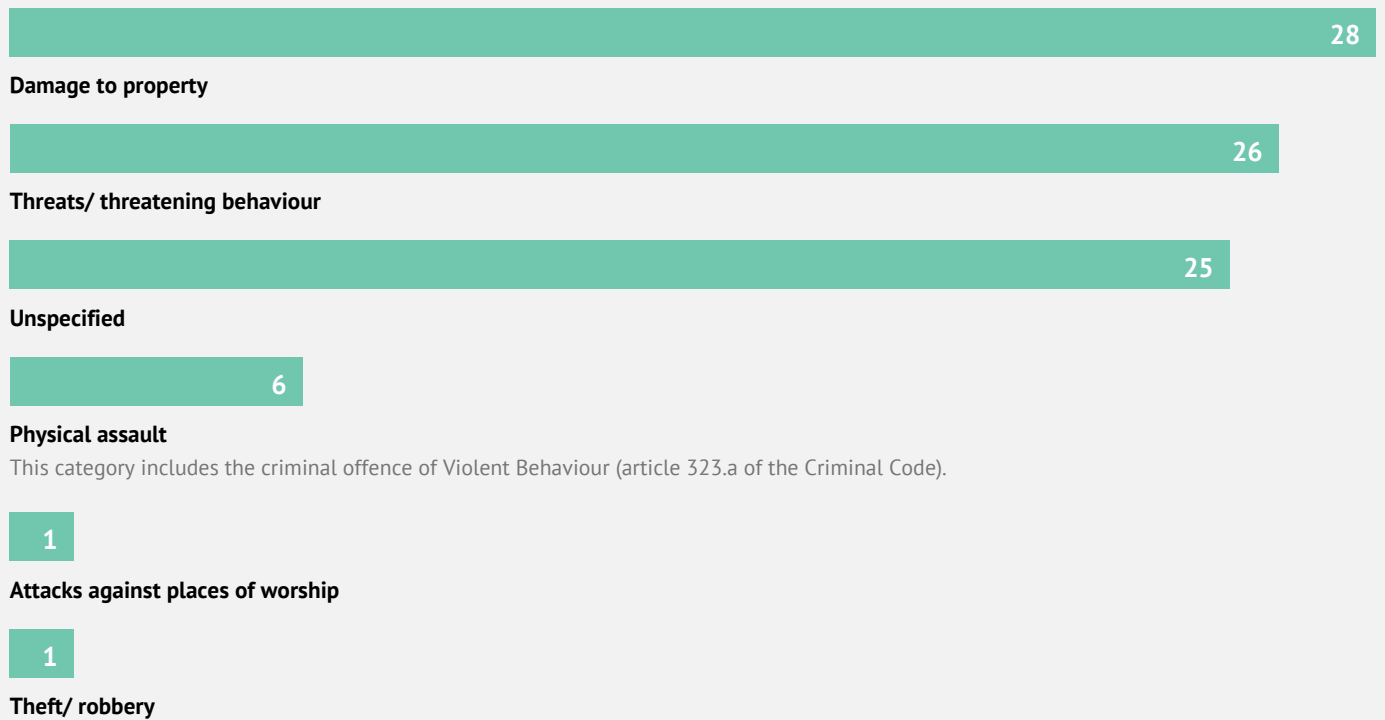 28
Damage to property
26
Threats/ threatening behaviour
25
Unspecified
6
Physical assault
This category includes the criminal offence of Violent Behaviour (article 323.a of the Criminal Code).
1
Attacks against places of worship
1
Theft/ robbery